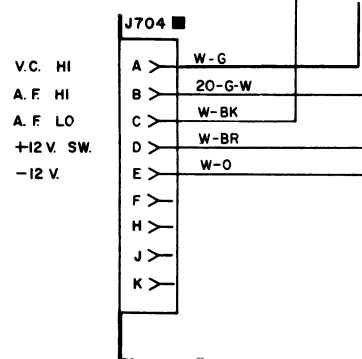 J704
V.C. HI A W-G
A.F. HI B 20-G-W
A.F. LO C W-BK
+12 V. SW. D W-BR
-12 V. E W-O
F
H
J
K